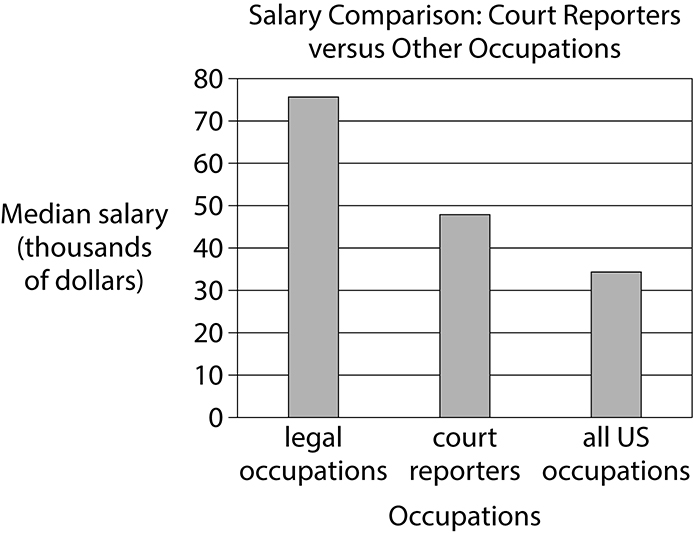 Salary Comparison: Court Reporters
versus Other Occupations
80
70
60
50
40
30
20
10
0
Median salary
(thousands
of dollars)
legal
occupations
court
reporters
all US
occupations
Occupations